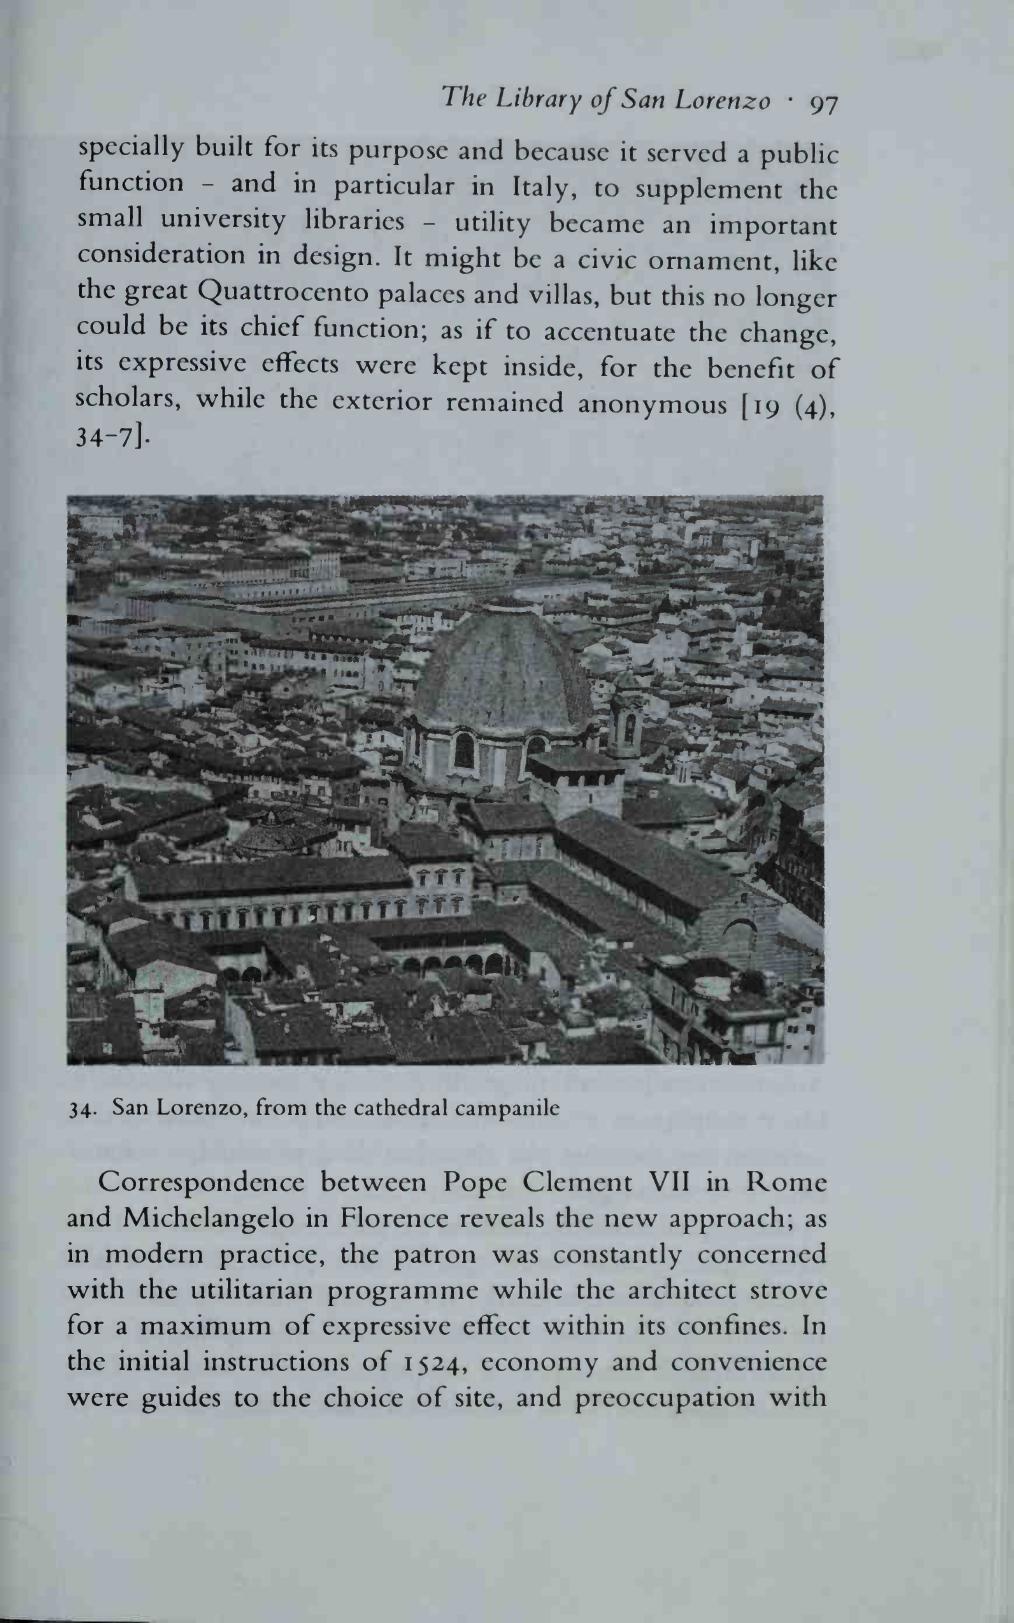 The Library of San Lorenzo · 97
specially built for its purpose and because it served a public
function – and in particular in Italy, to supplement the
small university libraries – utility became an important
consideration in design. It might be a civic ornament, like
the great Quattrocento palaces and villas, but this no longer
could be its chief function; as if to accentuate the change,
its expressive effects were kept inside, for the benefit of
scholars, while the exterior remained anonymous [19 (4),
34–7].
34. San Lorenzo, from the cathedral campanile
Correspondence between Pope Clement VII in Rome
and Michelangelo in Florence reveals the new approach; as
in modern practice, the patron was constantly concerned
with the utilitarian programme while the architect strove
for a maximum of expressive effect within its confines. In
the initial instructions of 1524, economy and convenience
were guides to the choice of site, and preoccupation with